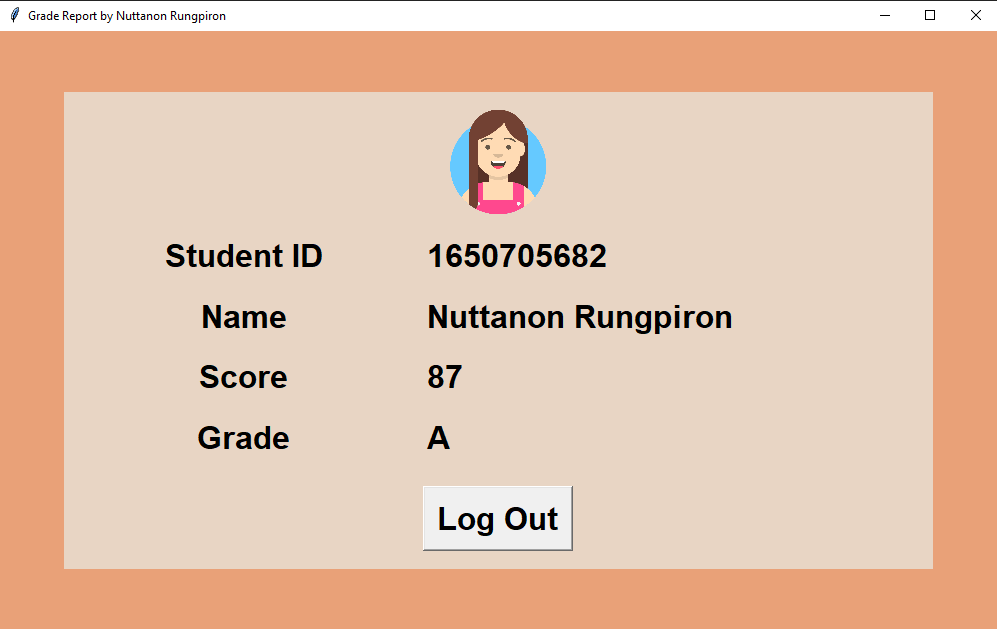 Grade Report by Nuttanon Rungpiron
Student ID 1650705682
Name Nuttanon Rungpiron
Score 87
Grade A
Log Out